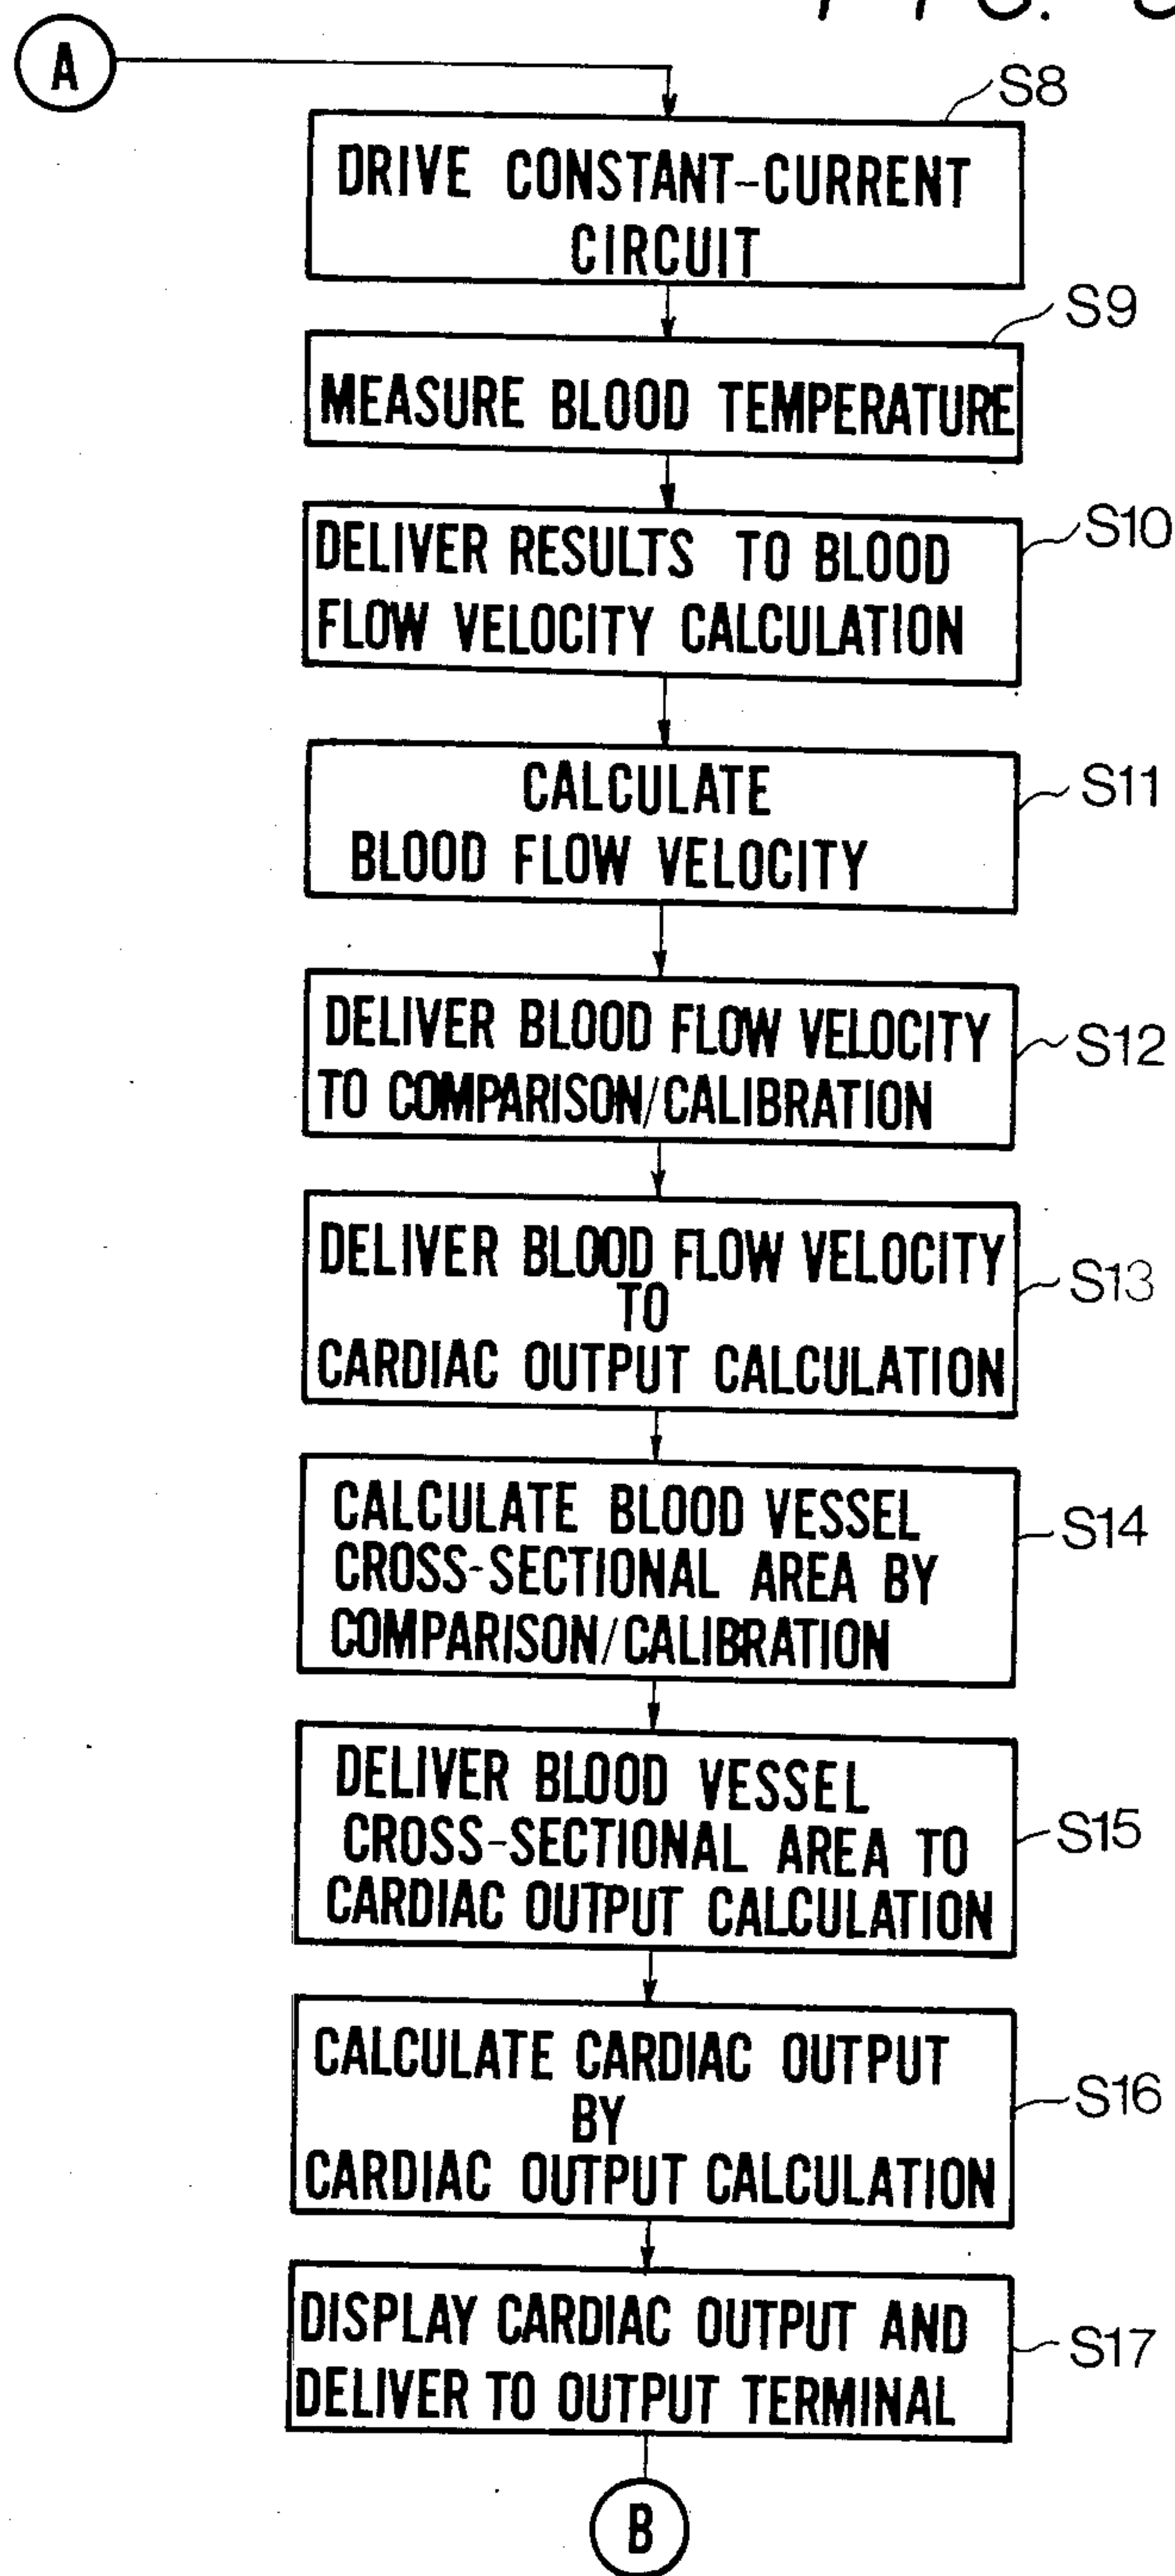 FIG.
A
S8
DRIVE CONSTANT-CURRENT
CIRCUIT
S9
MEASURE BLOOD TEMPERATURE
S10
DELIVER RESULTS TO BLOOD
FLOW VELOCITY CALCULATION
S11
CALCULATE
BLOOD FLOW VELOCITY
S12
DELIVER BLOOD FLOW VELOCITY
TO COMPARISON/CALIBRATION
S13
DELIVER BLOOD FLOW VELOCITY
TO
CARDIAC OUTPUT CALCULATION
S14
CALCULATE BLOOD VESSEL
CROSS-SECTIONAL AREA BY
COMPARISON/CALIBRATION
S15
DELIVER BLOOD VESSEL
CROSS-SECTIONAL AREA TO
CARDIAC OUTPUT CALCULATION
S16
CALCULATE CARDIAC OUTPUT
BY
CARDIAC OUTPUT CALCULATION
S17
DISPLAY CARDIAC OUTPUT AND
DELIVER TO OUTPUT TERMINAL
B